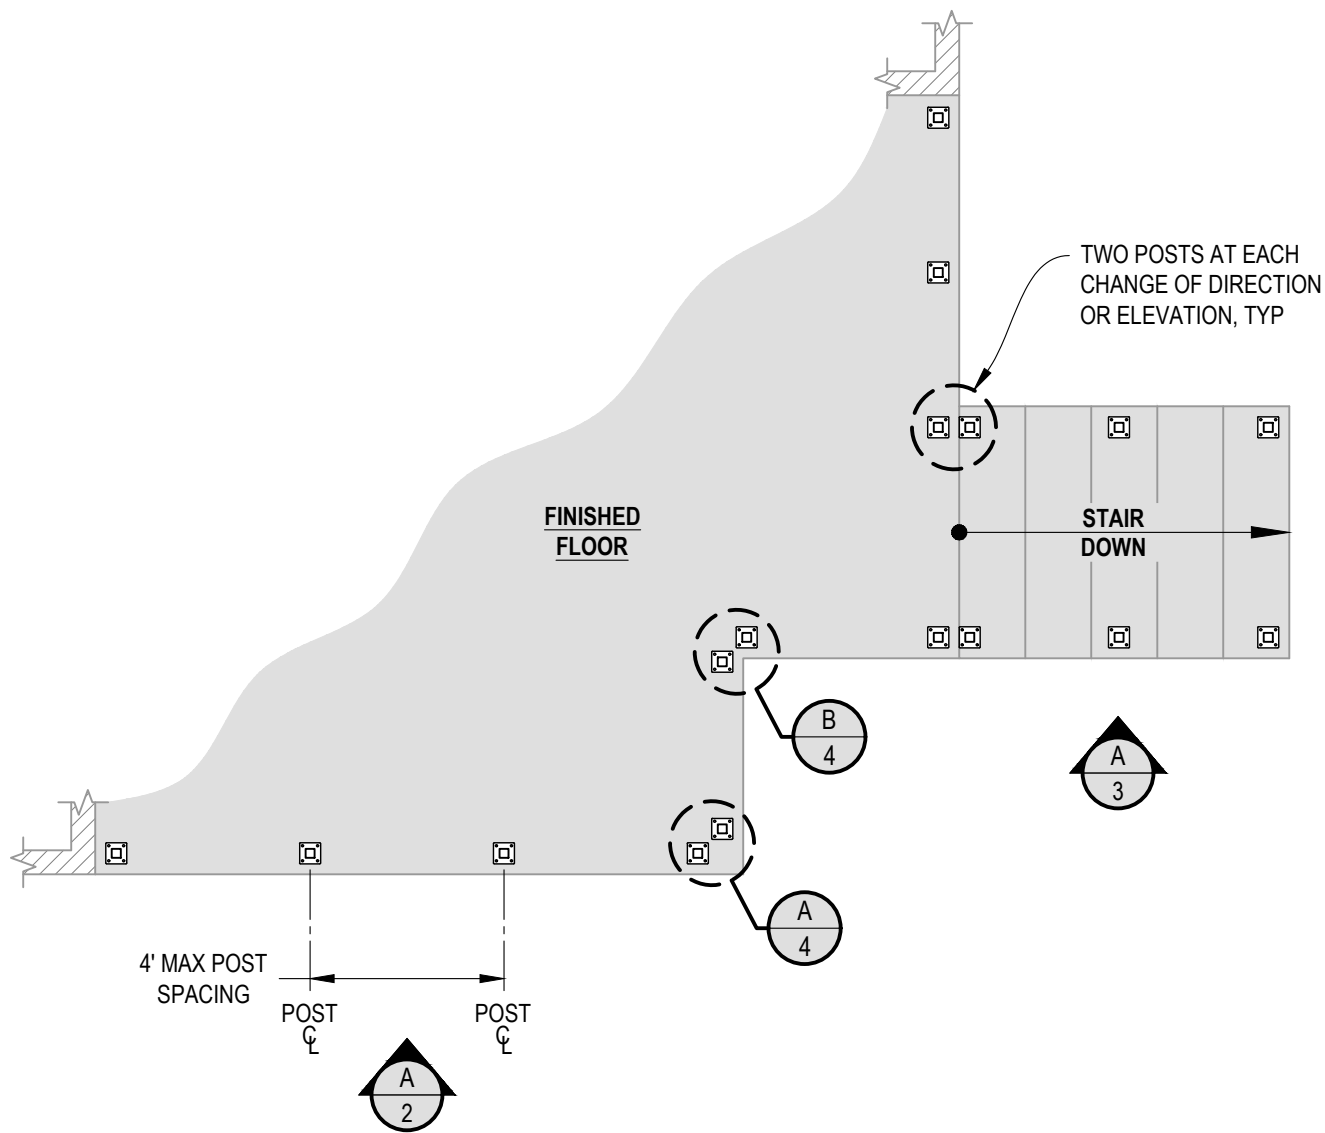 TWO POSTS AT EACH
CHANGE OF DIRECTION
OR ELEVATION, TYP
FINISHED
FLOOR
STAIR
DOWN
B
4
A
3
A
4
4' MAX POST
SPACING
POST
℄
POST
℄
A
2